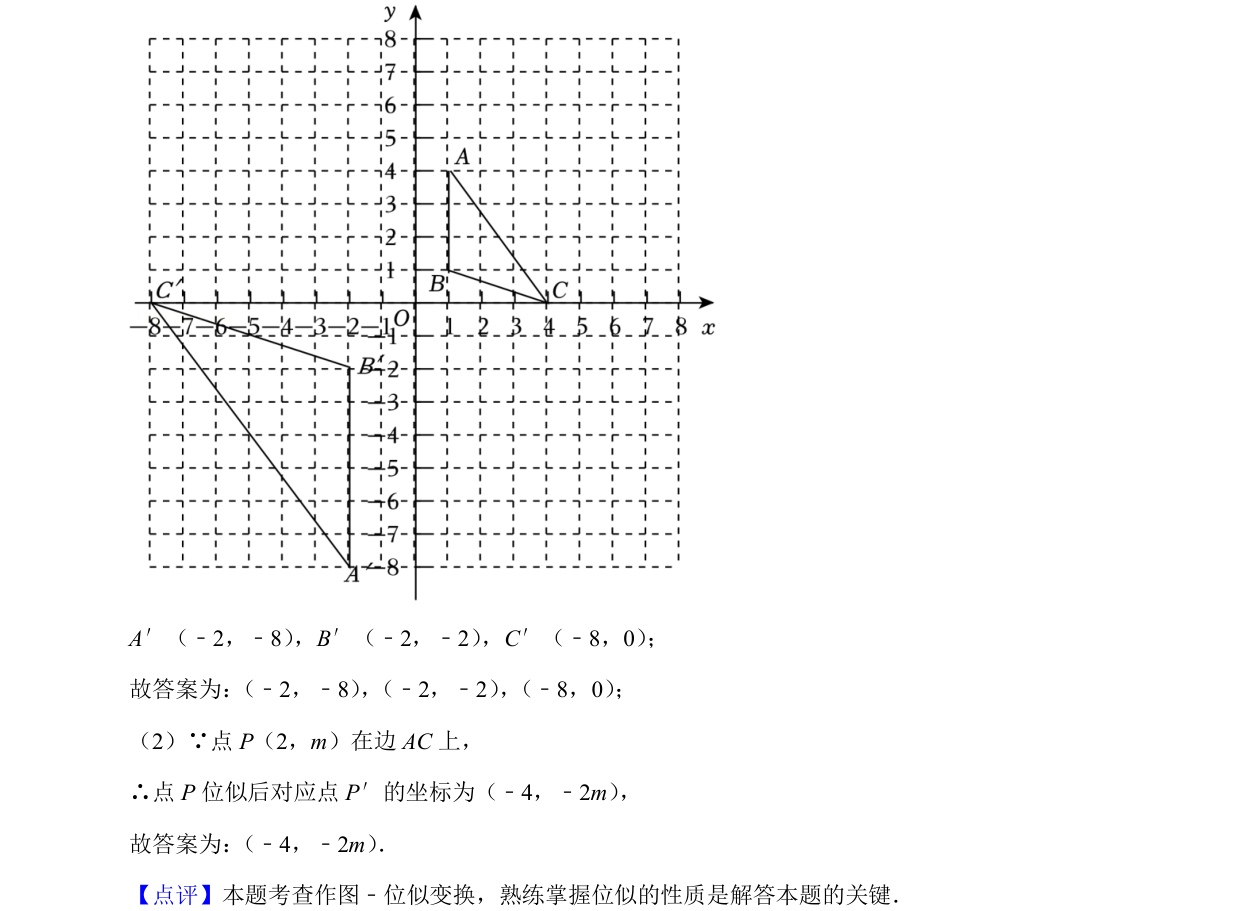 y
8
7
6
5
4
A
3
2
1
B
C′
C
O
−8 −7 −6 −5 −4 −3 −2 −1 1 2 3 4 5 6 7 8 x
−1
B′ −2
−3
−4
−5
−6
−7
A′ −8
A′（﹣2，﹣8），B′（﹣2，﹣2），C′（﹣8，0）；
故答案为：（﹣2，﹣8），（﹣2，﹣2），（﹣8，0）；
（2）∵点 P（2，m）在边 AC 上，
∴点 P 位似后对应点 P′的坐标为（﹣4，﹣2m），
故答案为：（﹣4，﹣2m）．
【点评】本题考查作图﹣位似变换，熟练掌握位似的性质是解答本题的关键．